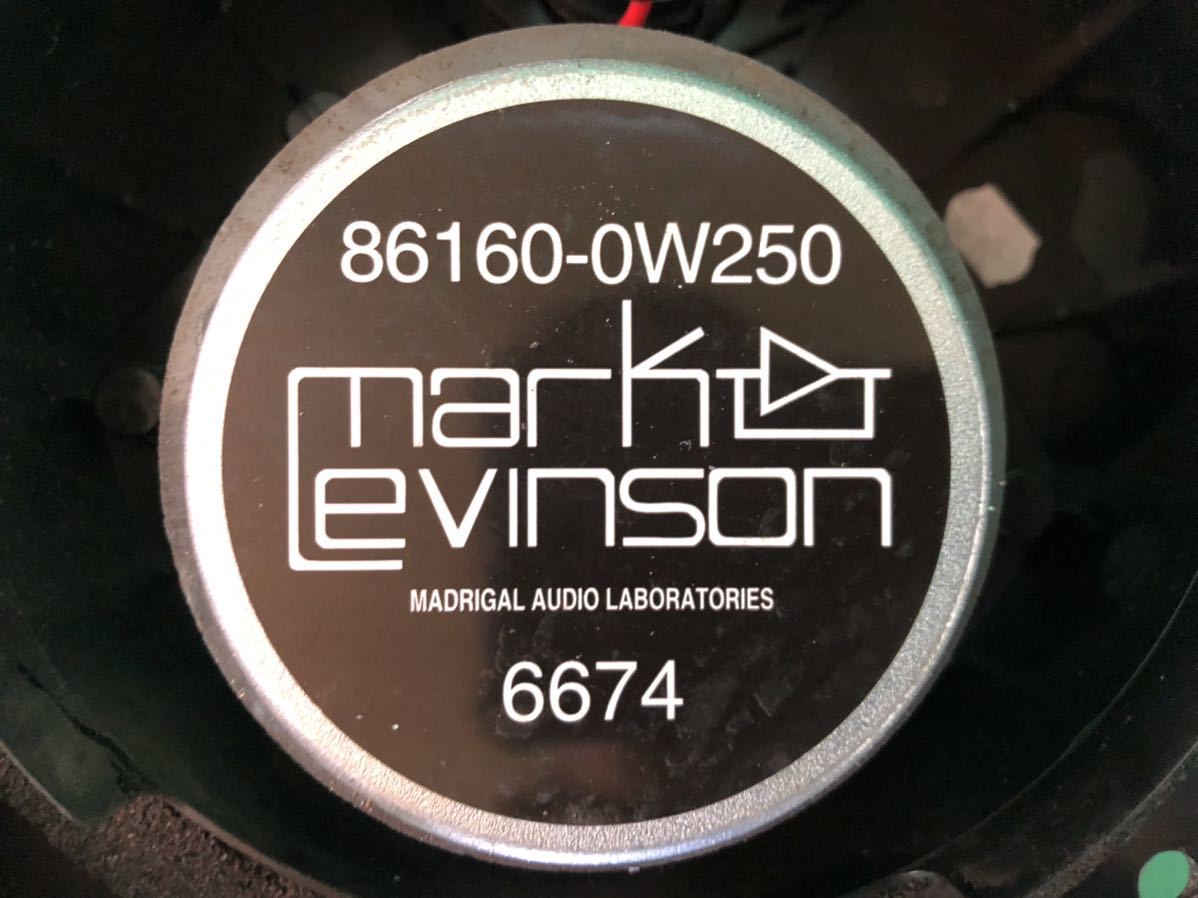 86160-0W250
mark
Levinson
MADRIGAL AUDIO LABORATORIES
6674